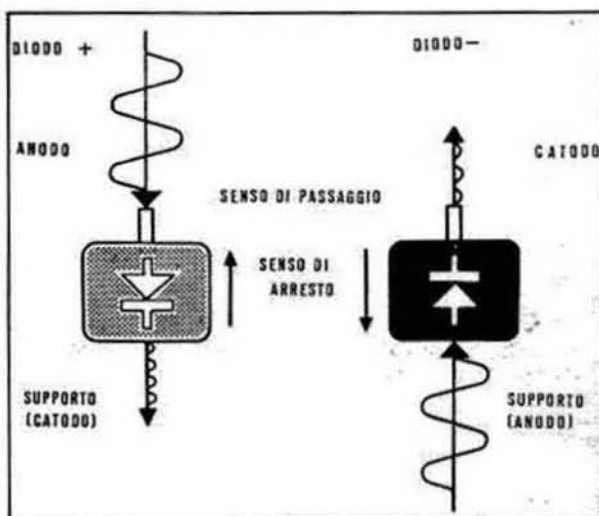 DIODO +
DIODO-
ANODO
CATODO
SENSO DI PASSAGGIO
SENSO DI
ARRESTO
SUPPORTO
(CATODO)
SUPPORTO
(ANODO)